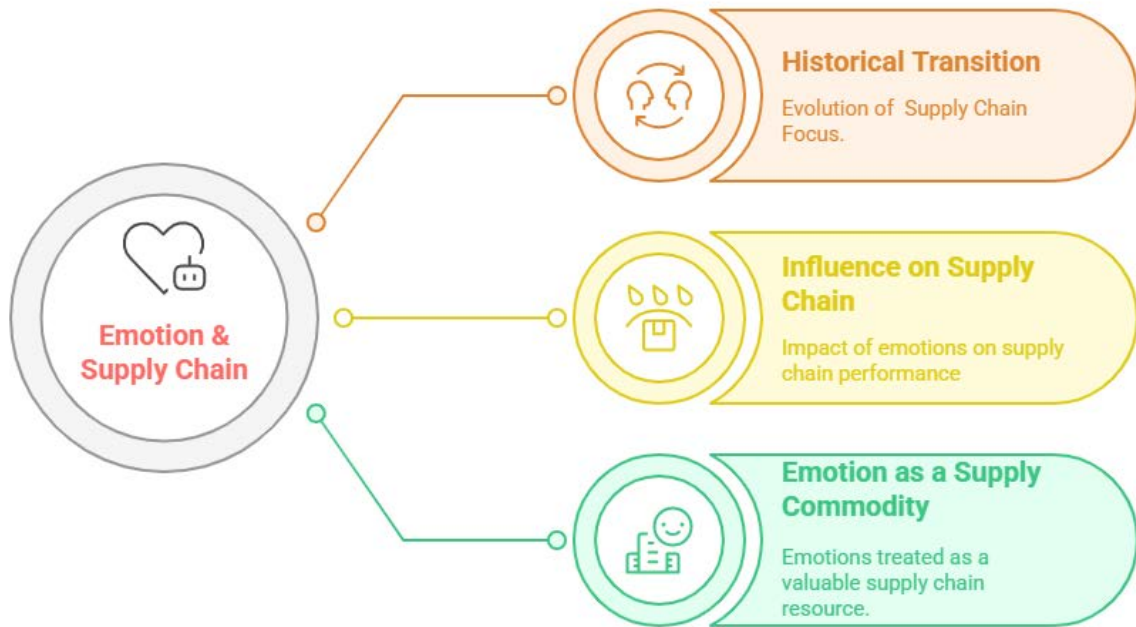 Emotion &
Supply Chain
Historical Transition
Evolution of  Supply Chain
Focus.
Influence on Supply
Chain
Impact of emotions on supply
chain performance
Emotion as a Supply
Commodity
Emotions treated as a
valuable supply chain
resource.